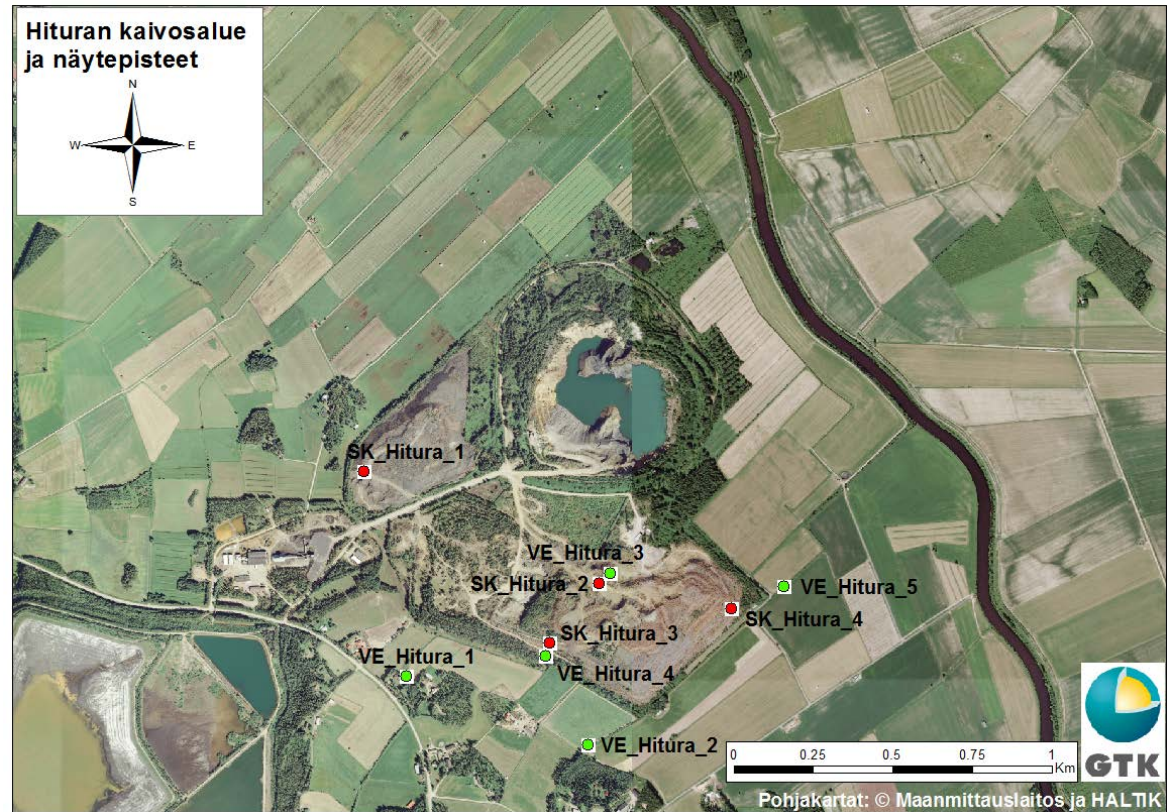 Hituran kaivosalue
ja näytepisteet
N
W E
S
SK_Hitura_1
VE_Hitura_3
SK_Hitura_2
VE_Hitura_5
SK_Hitura_4
SK_Hitura_3
VE_Hitura_1
VE_Hitura_4
VE_Hitura_2
0 0.25 0.5 0.75 1
Km
GTK
Pohjakartat: © Maanmittauslaitos ja HALTIK